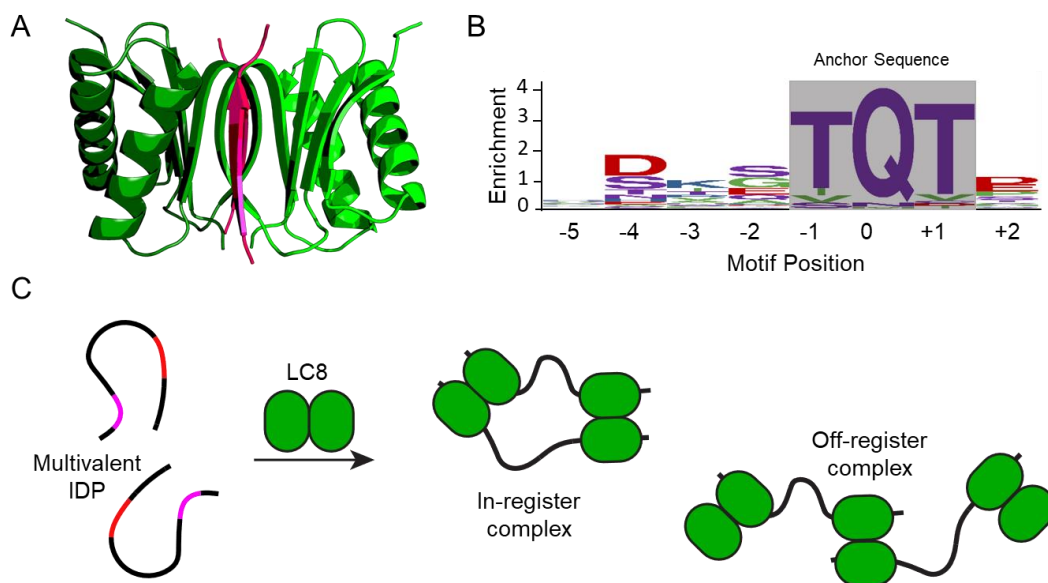 A
B
Anchor Sequence
Enrichment
4
3
2
1
0
D
S
K
S
G
TQT
-5 -4 -3 -2 -1 0 +1 +2
Motif Position
C
LC8
Multivalent
IDP
In-register
complex
Off-register
complex